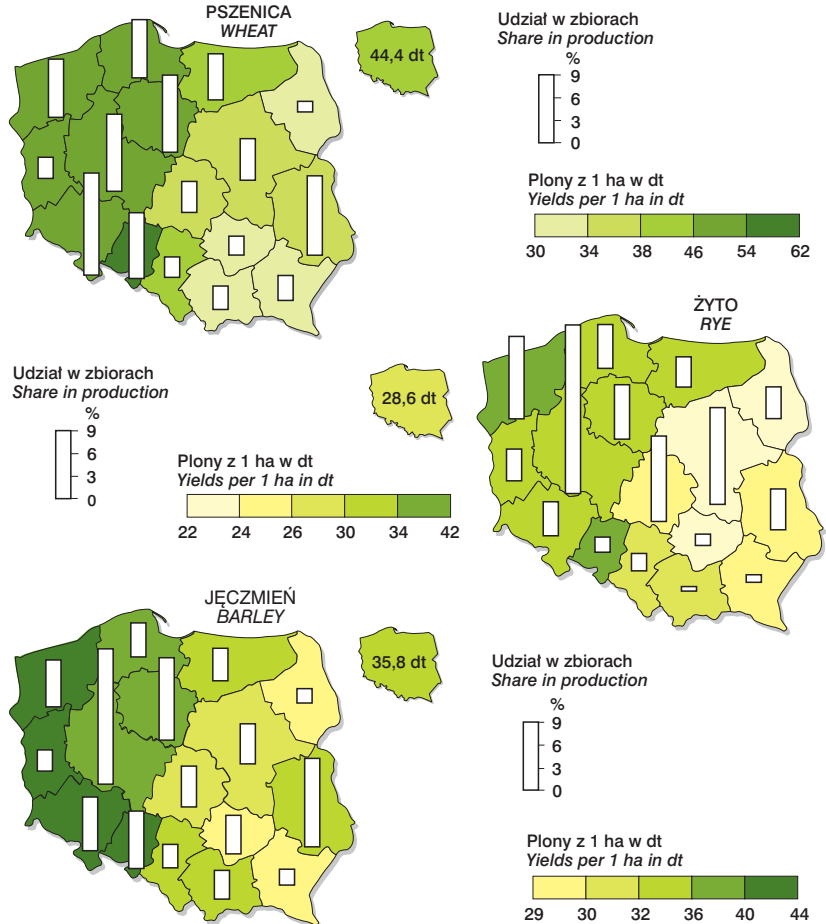 PSZENICA
WHEAT
44,4 dt
Udział w zbiorach
Share in production
%
9
6
3
0
Plony z 1 ha w dt
Yields per 1 ha in dt
30 34 38 46 54 62
ŻYTO
RYE
Udział w zbiorach
Share in production
%
9
6
3
0
28,6 dt
Plony z 1 ha w dt
Yields per 1 ha in dt
22 24 26 30 34 42
JĘCZMIEŃ
BARLEY
35,8 dt
Udział w zbiorach
Share in production
%
9
6
3
0
Plony z 1 ha w dt
Yields per 1 ha in dt
29 30 32 36 40 44